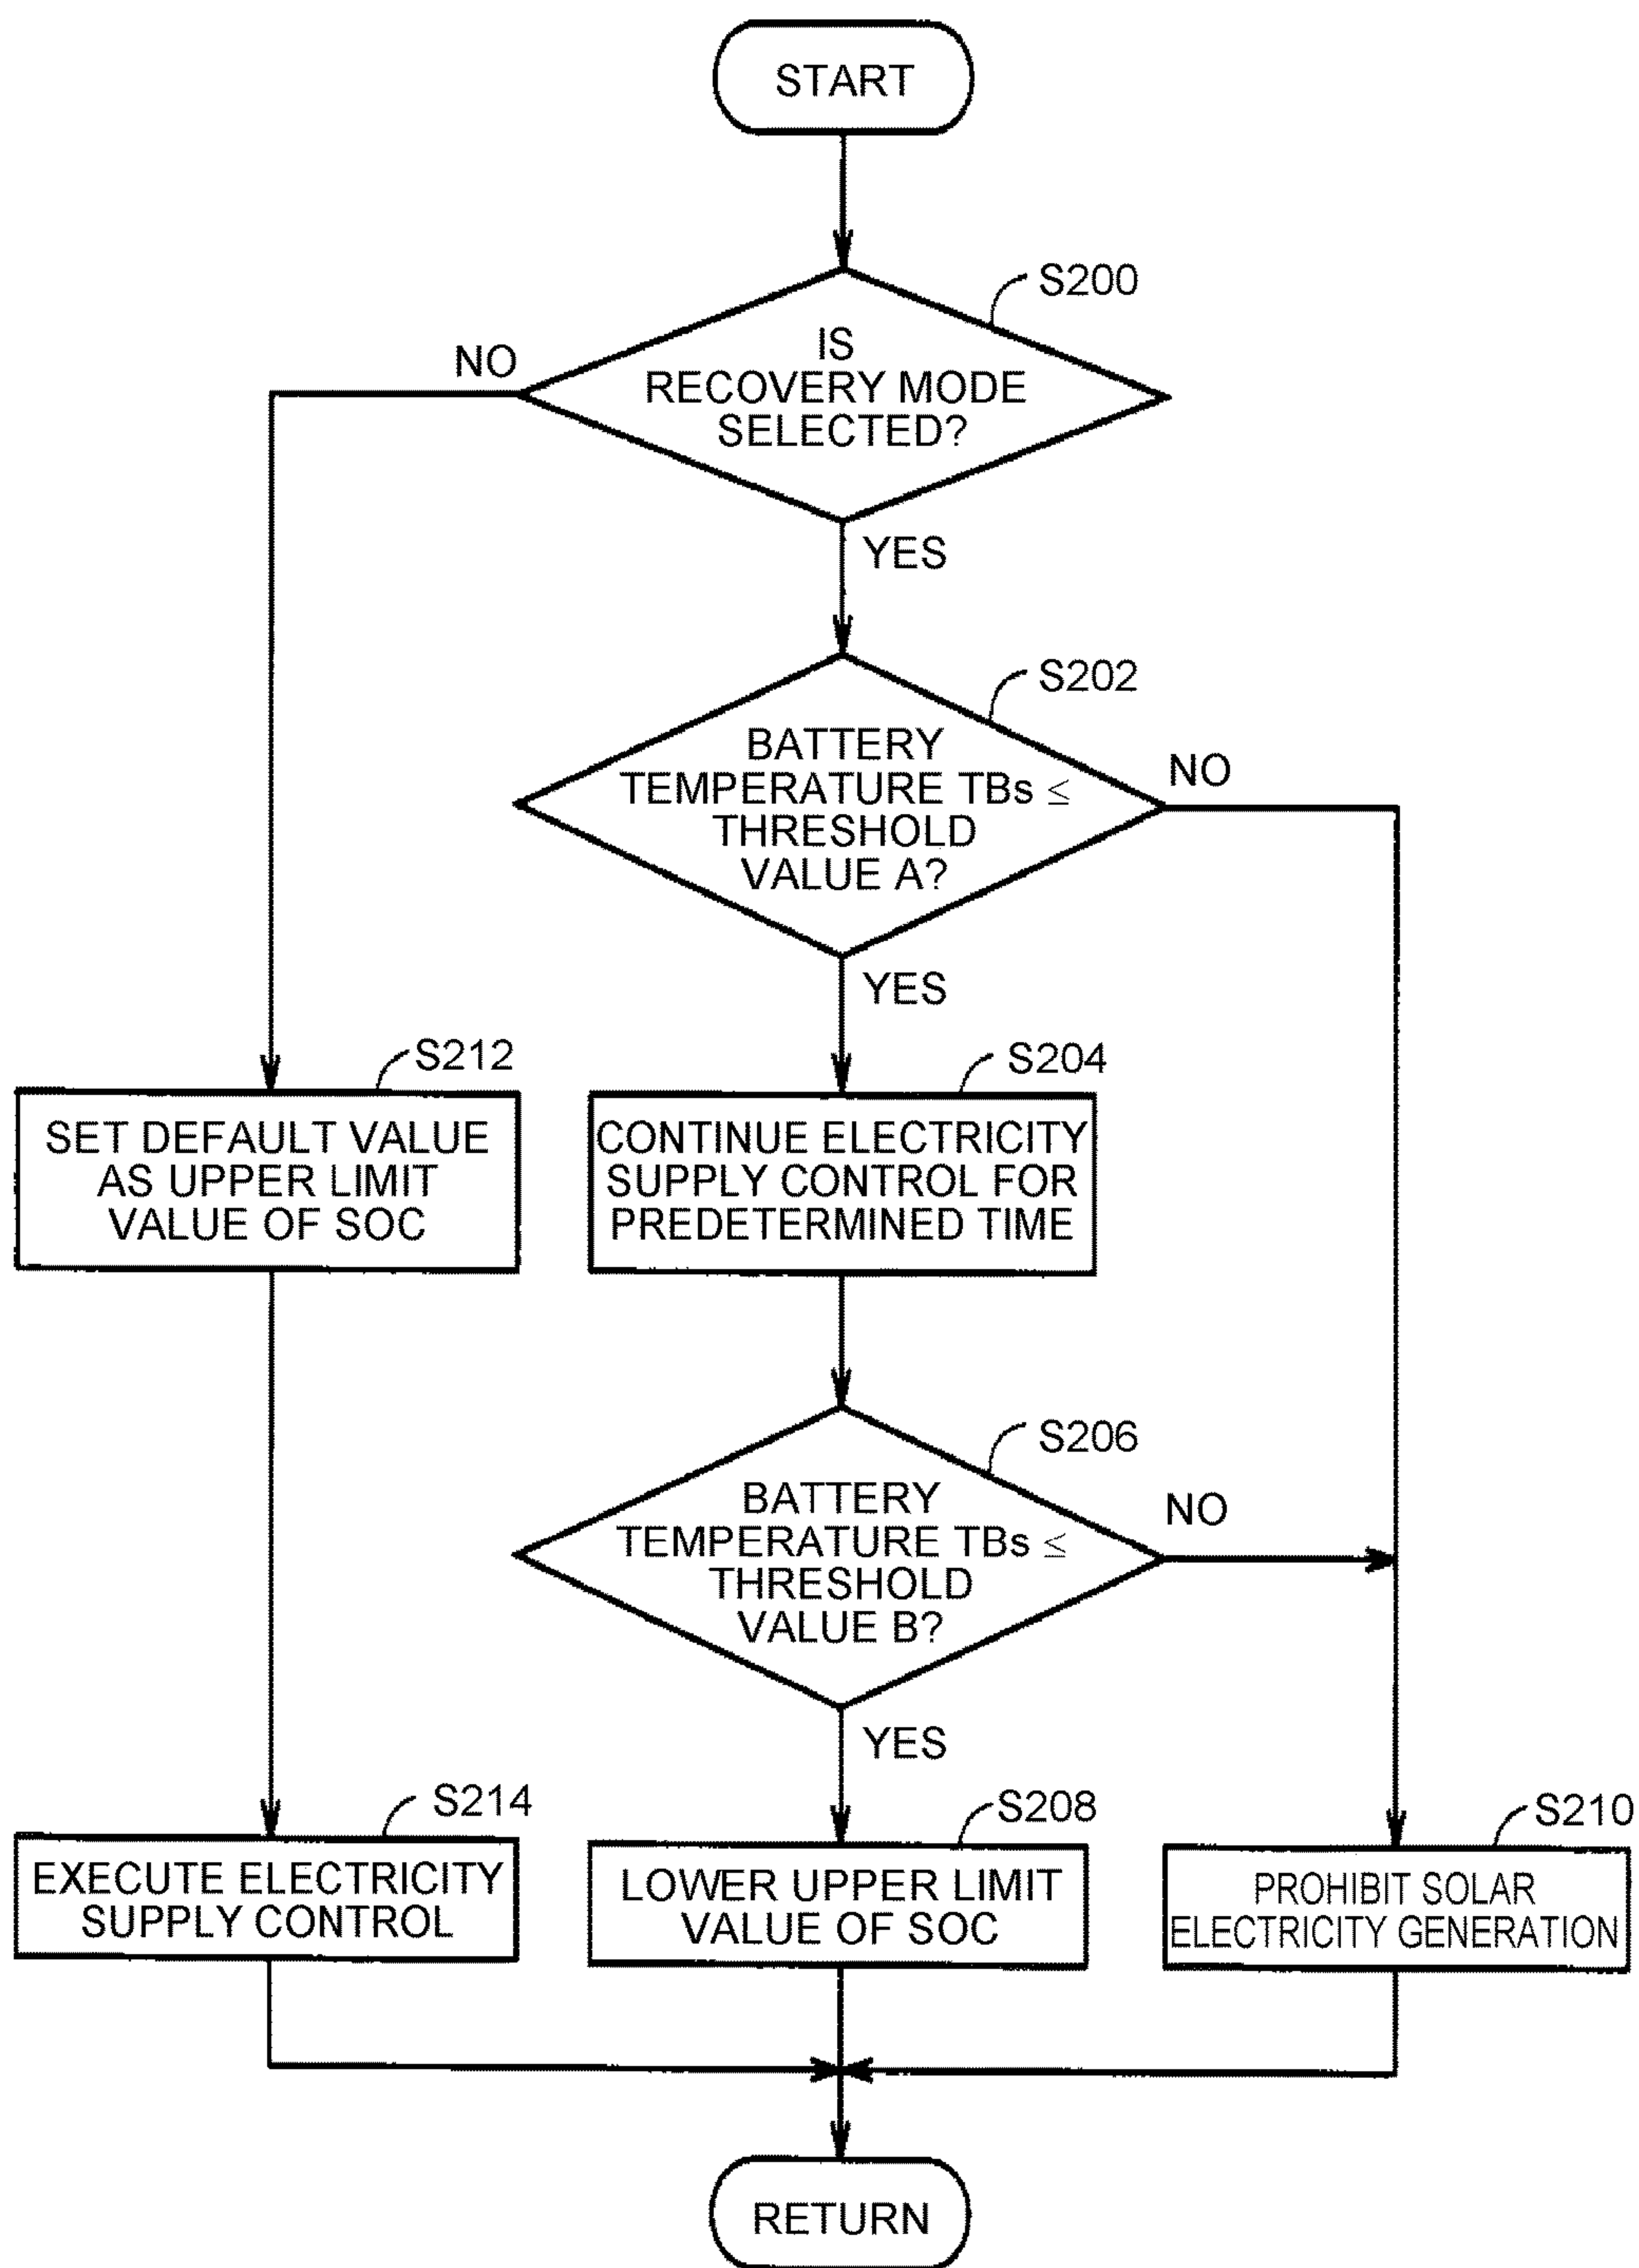 START
S200
NO
IS
RECOVERY MODE
SELECTED?
YES
S202
BATTERY
TEMPERATURE TBs ≤
THRESHOLD
VALUE A?
NO
YES
S212
SET DEFAULT VALUE
AS UPPER LIMIT
VALUE OF SOC
S204
CONTINUE ELECTRICITY
SUPPLY CONTROL FOR
PREDETERMINED TIME
S206
BATTERY
TEMPERATURE TBs ≤
THRESHOLD
VALUE B?
NO
YES
S214
EXECUTE ELECTRICITY
SUPPLY CONTROL
S208
LOWER UPPER LIMIT
VALUE OF SOC
S210
PROHIBIT SOLAR
ELECTRICITY GENERATION
RETURN